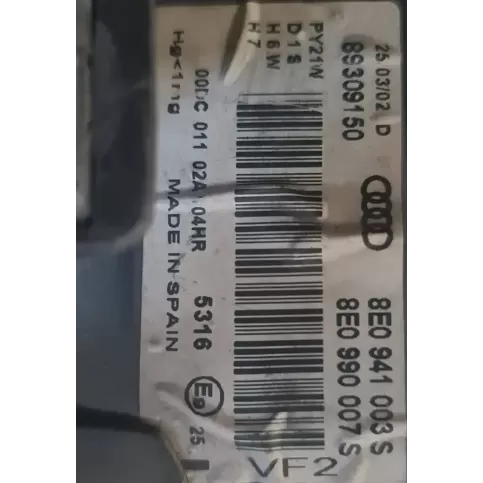 25/03/02 D
89309150
8E0 941 003 S
8E0 990 007 S
PY21W
D1S
H6W
H7
VF2
00DC 011 02A 04HR 5316
Hg<1mg
MADE IN SPAIN
E9 25